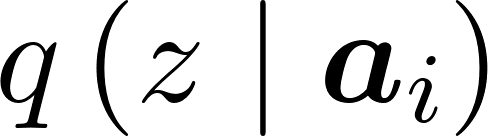 q ( z | a_i )